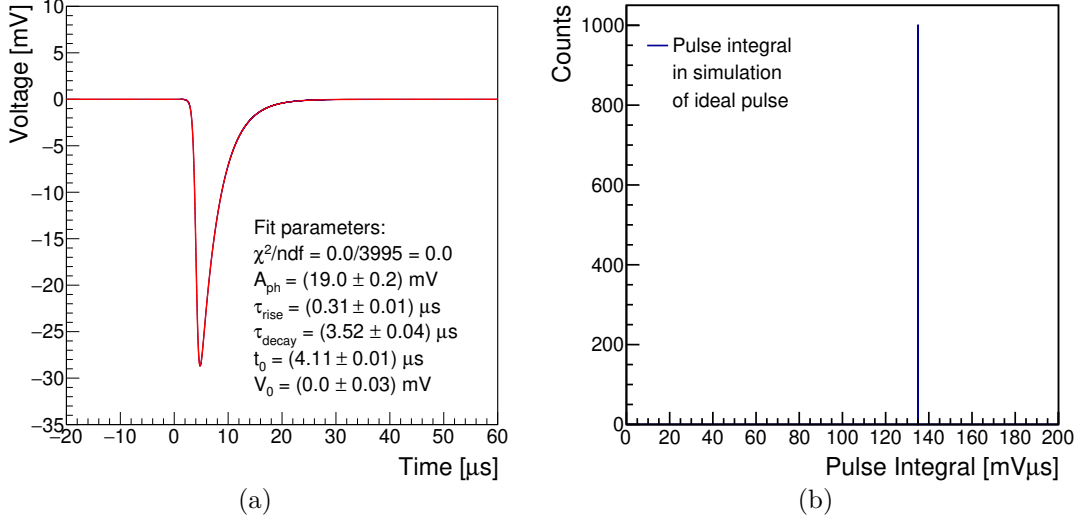 Voltage [mV]
10
5
0
−5
−10
−15
−20
−25
−30
−35
Fit parameters:
χ²/ndf = 0.0/3995 = 0.0
A_ph = (19.0 ± 0.2) mV
τ_rise = (0.31 ± 0.01) μs
τ_decay = (3.52 ± 0.04) μs
t_0 = (4.11 ± 0.01) μs
V_0 = (0.0 ± 0.03) mV
−20 −10 0 10 20 30 40 50 60
Time [μs]
(a)
Counts
1000
800
600
400
200
0
Pulse integral
in simulation
of ideal pulse
0 20 40 60 80 100 120 140 160 180 200
Pulse Integral [mVμs]
(b)